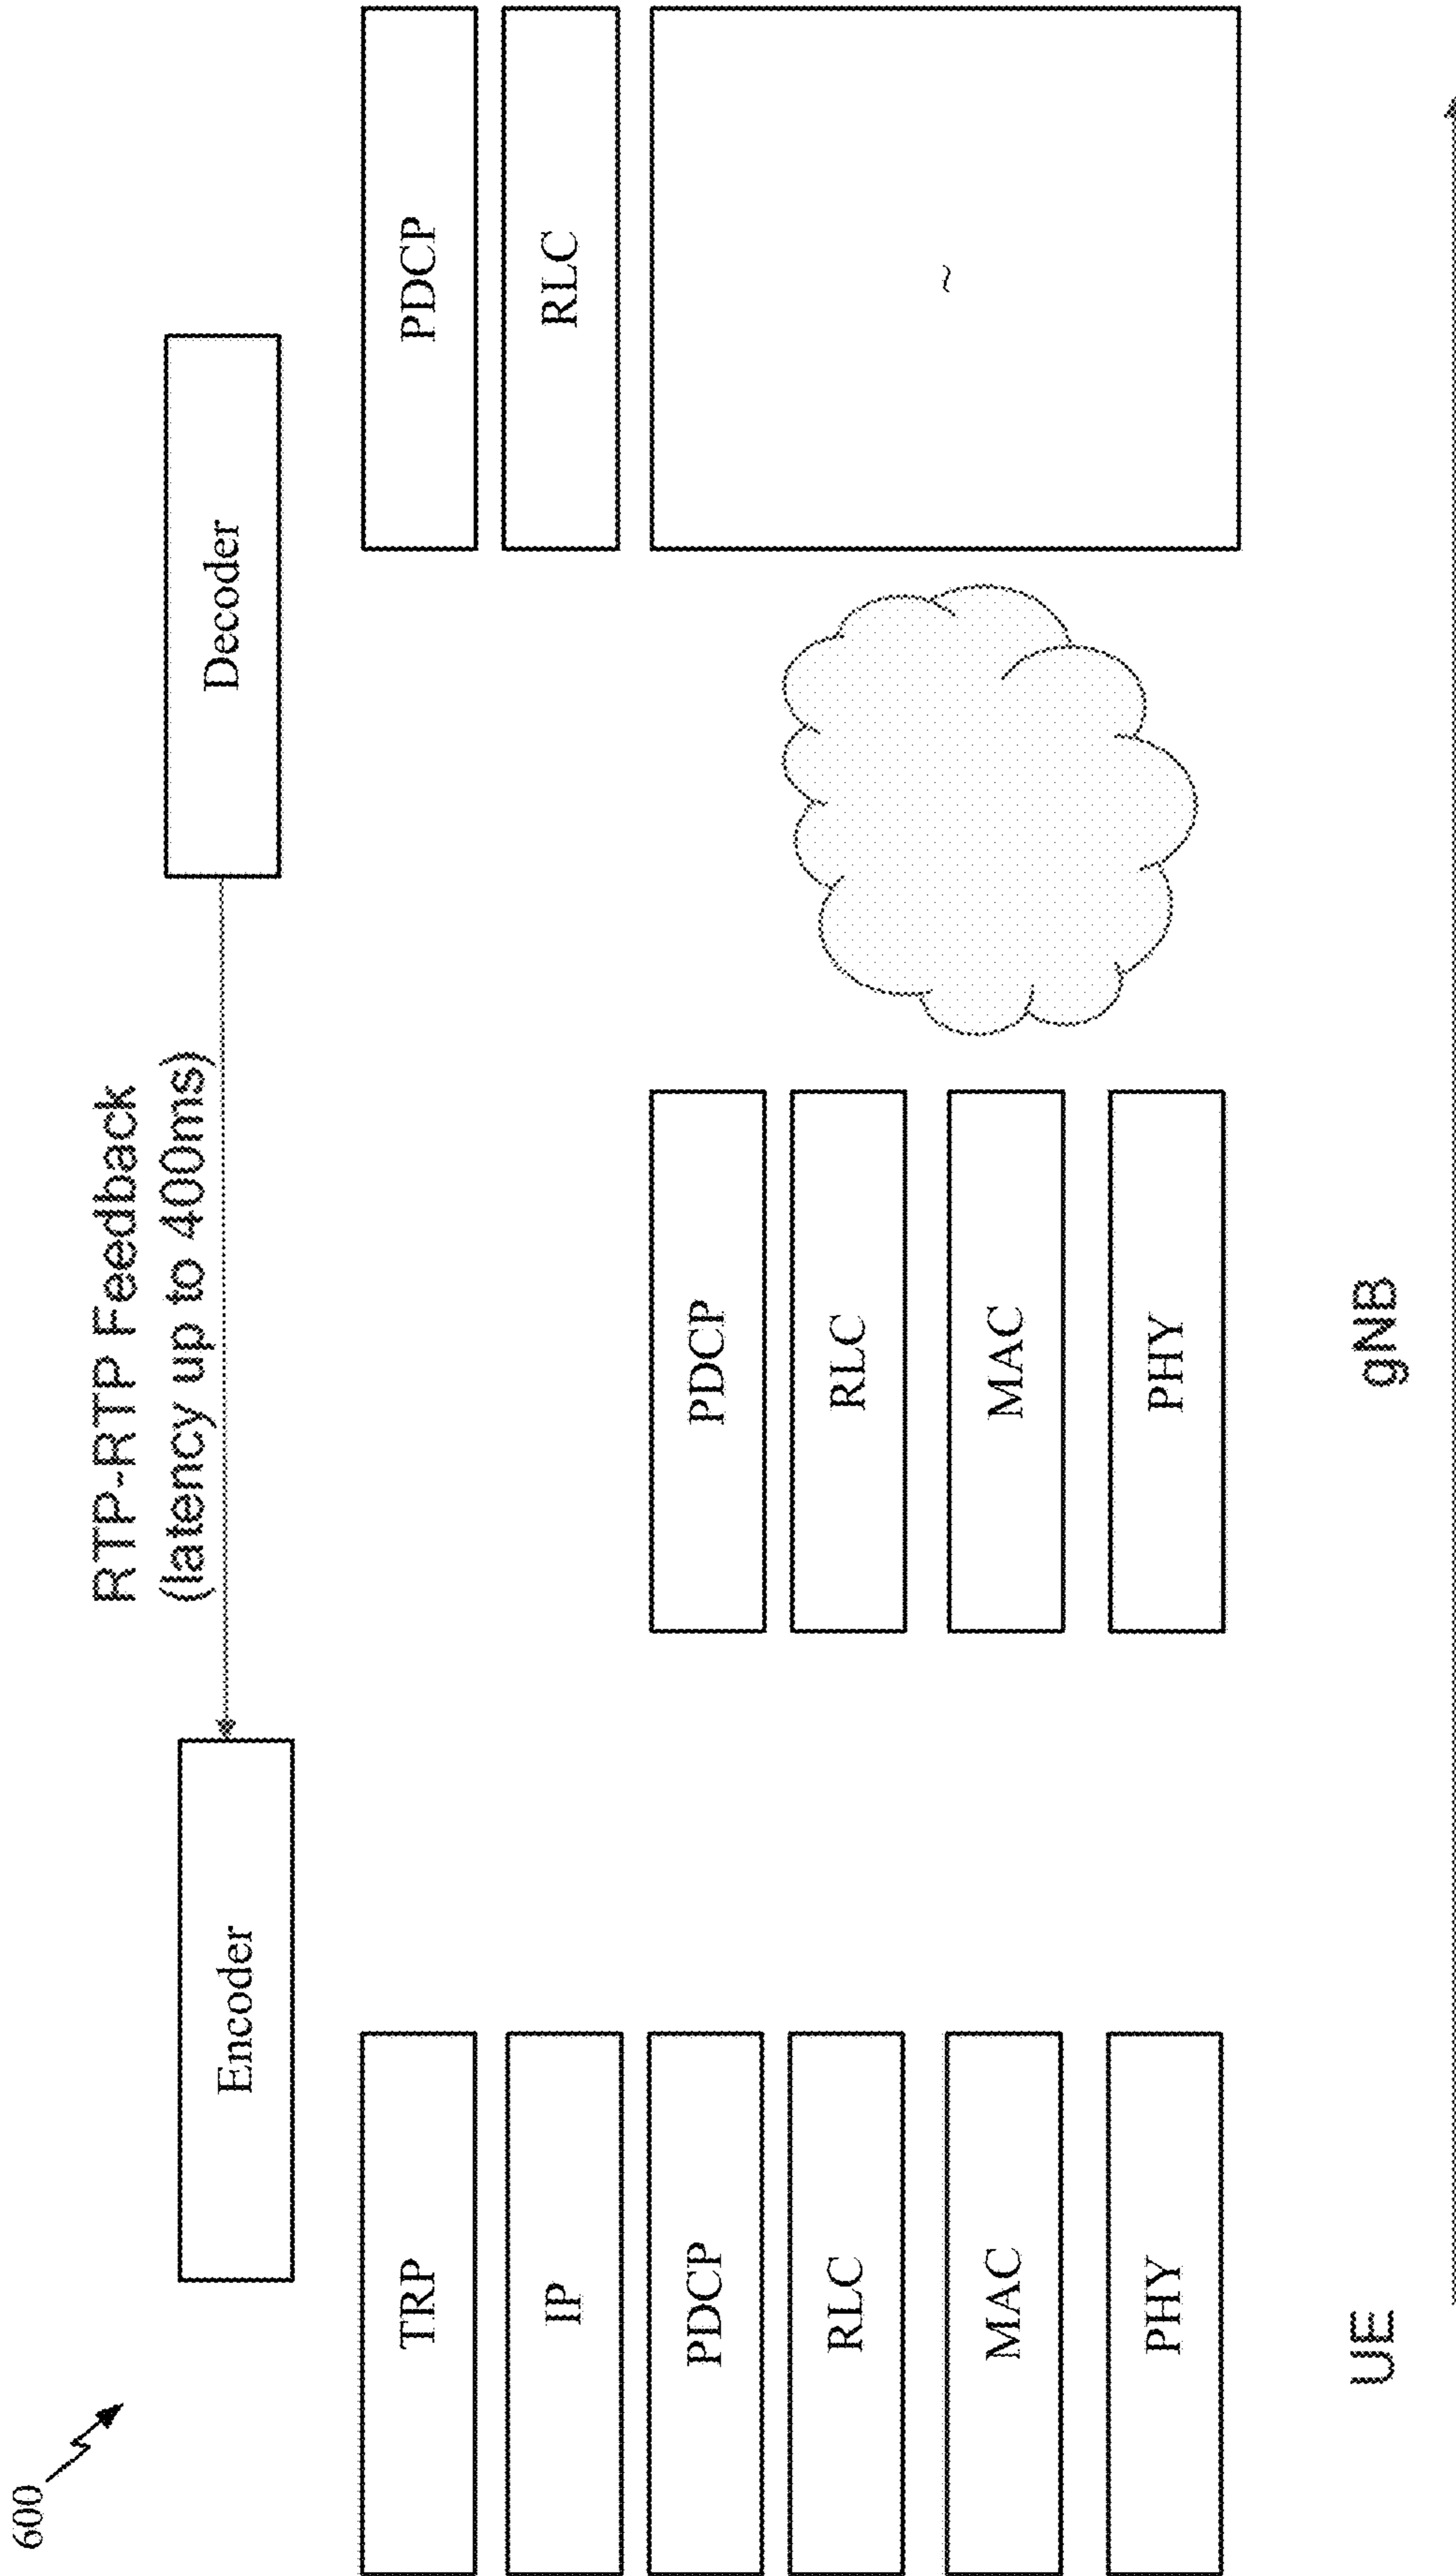 600
RTP-RTP Feedback
(latency up to 400ms)
Encoder
Decoder
TRP
IP
PDCP
RLC
MAC
PHY
UE
PDCP
RLC
MAC
PHY
gNB
PDCP
RLC
~